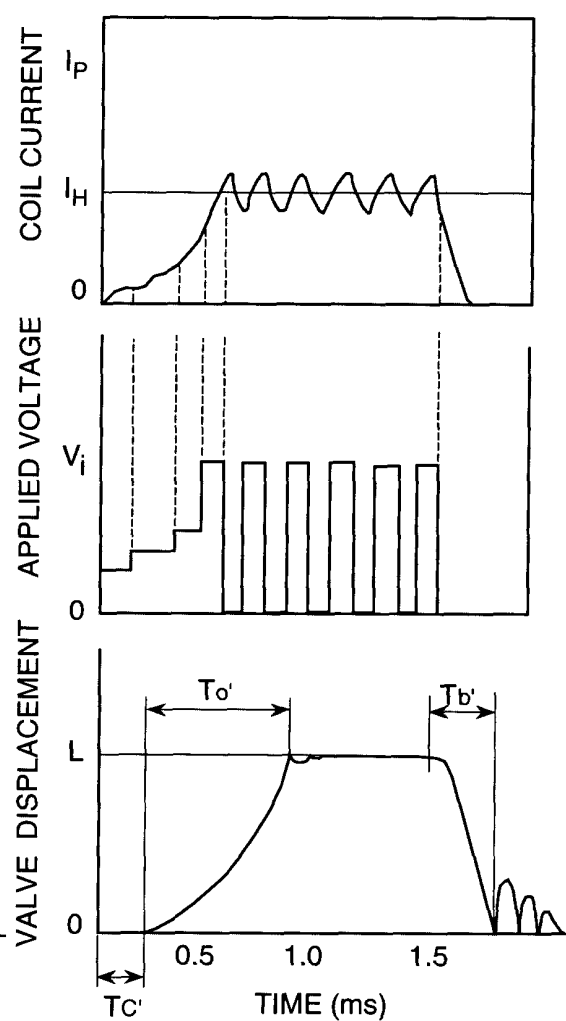 COIL CURRENT
IP
IH
0
APPLIED VOLTAGE
Vi
0
VALVE DISPLACEMENT
To'
Tb'
L
0
0.5 1.0 1.5
TC'
TIME (ms)